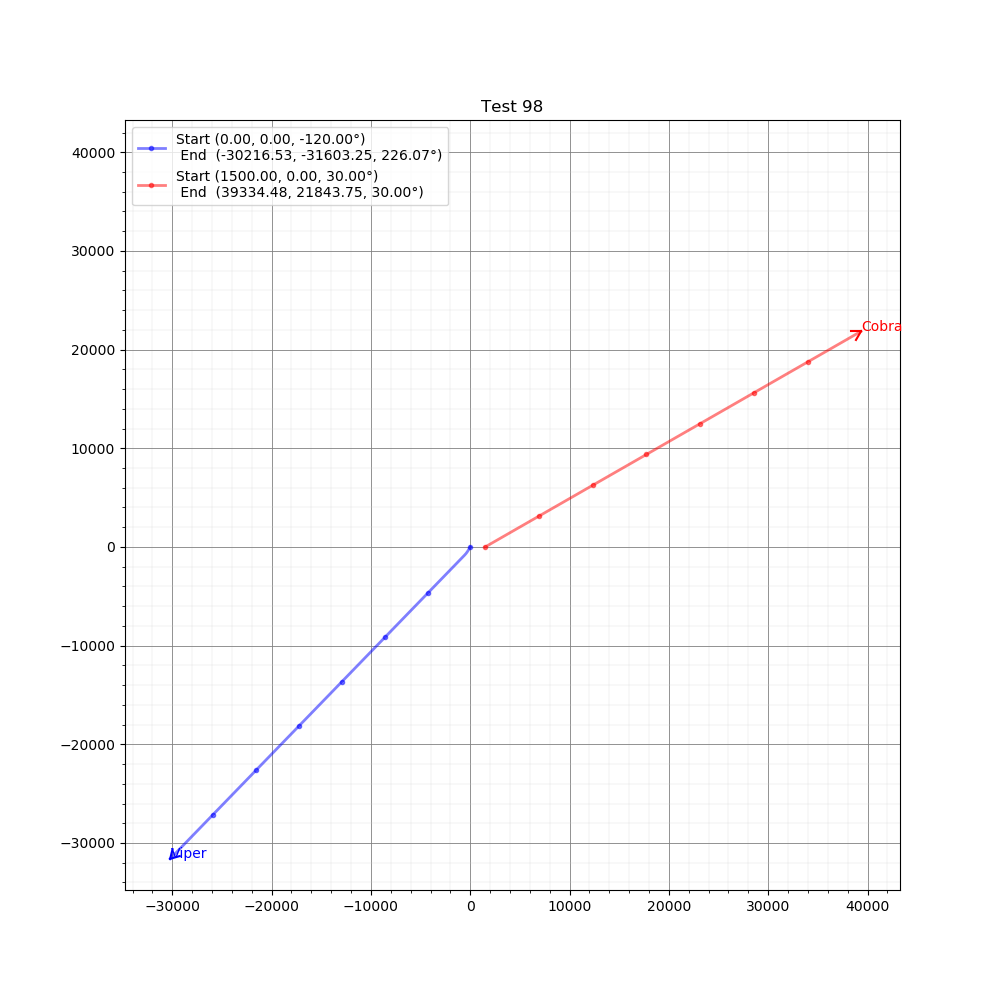 Test 98
Start (0.00, 0.00, -120.00°)
End  (-30216.53, -31603.25, 226.07°)
Start (1500.00, 0.00, 30.00°)
End  (39334.48, 21843.75, 30.00°)
40000
30000
20000
10000
0
−10000
−20000
−30000
Cobra
Viper
−30000
−20000
−10000
0
10000
20000
30000
40000